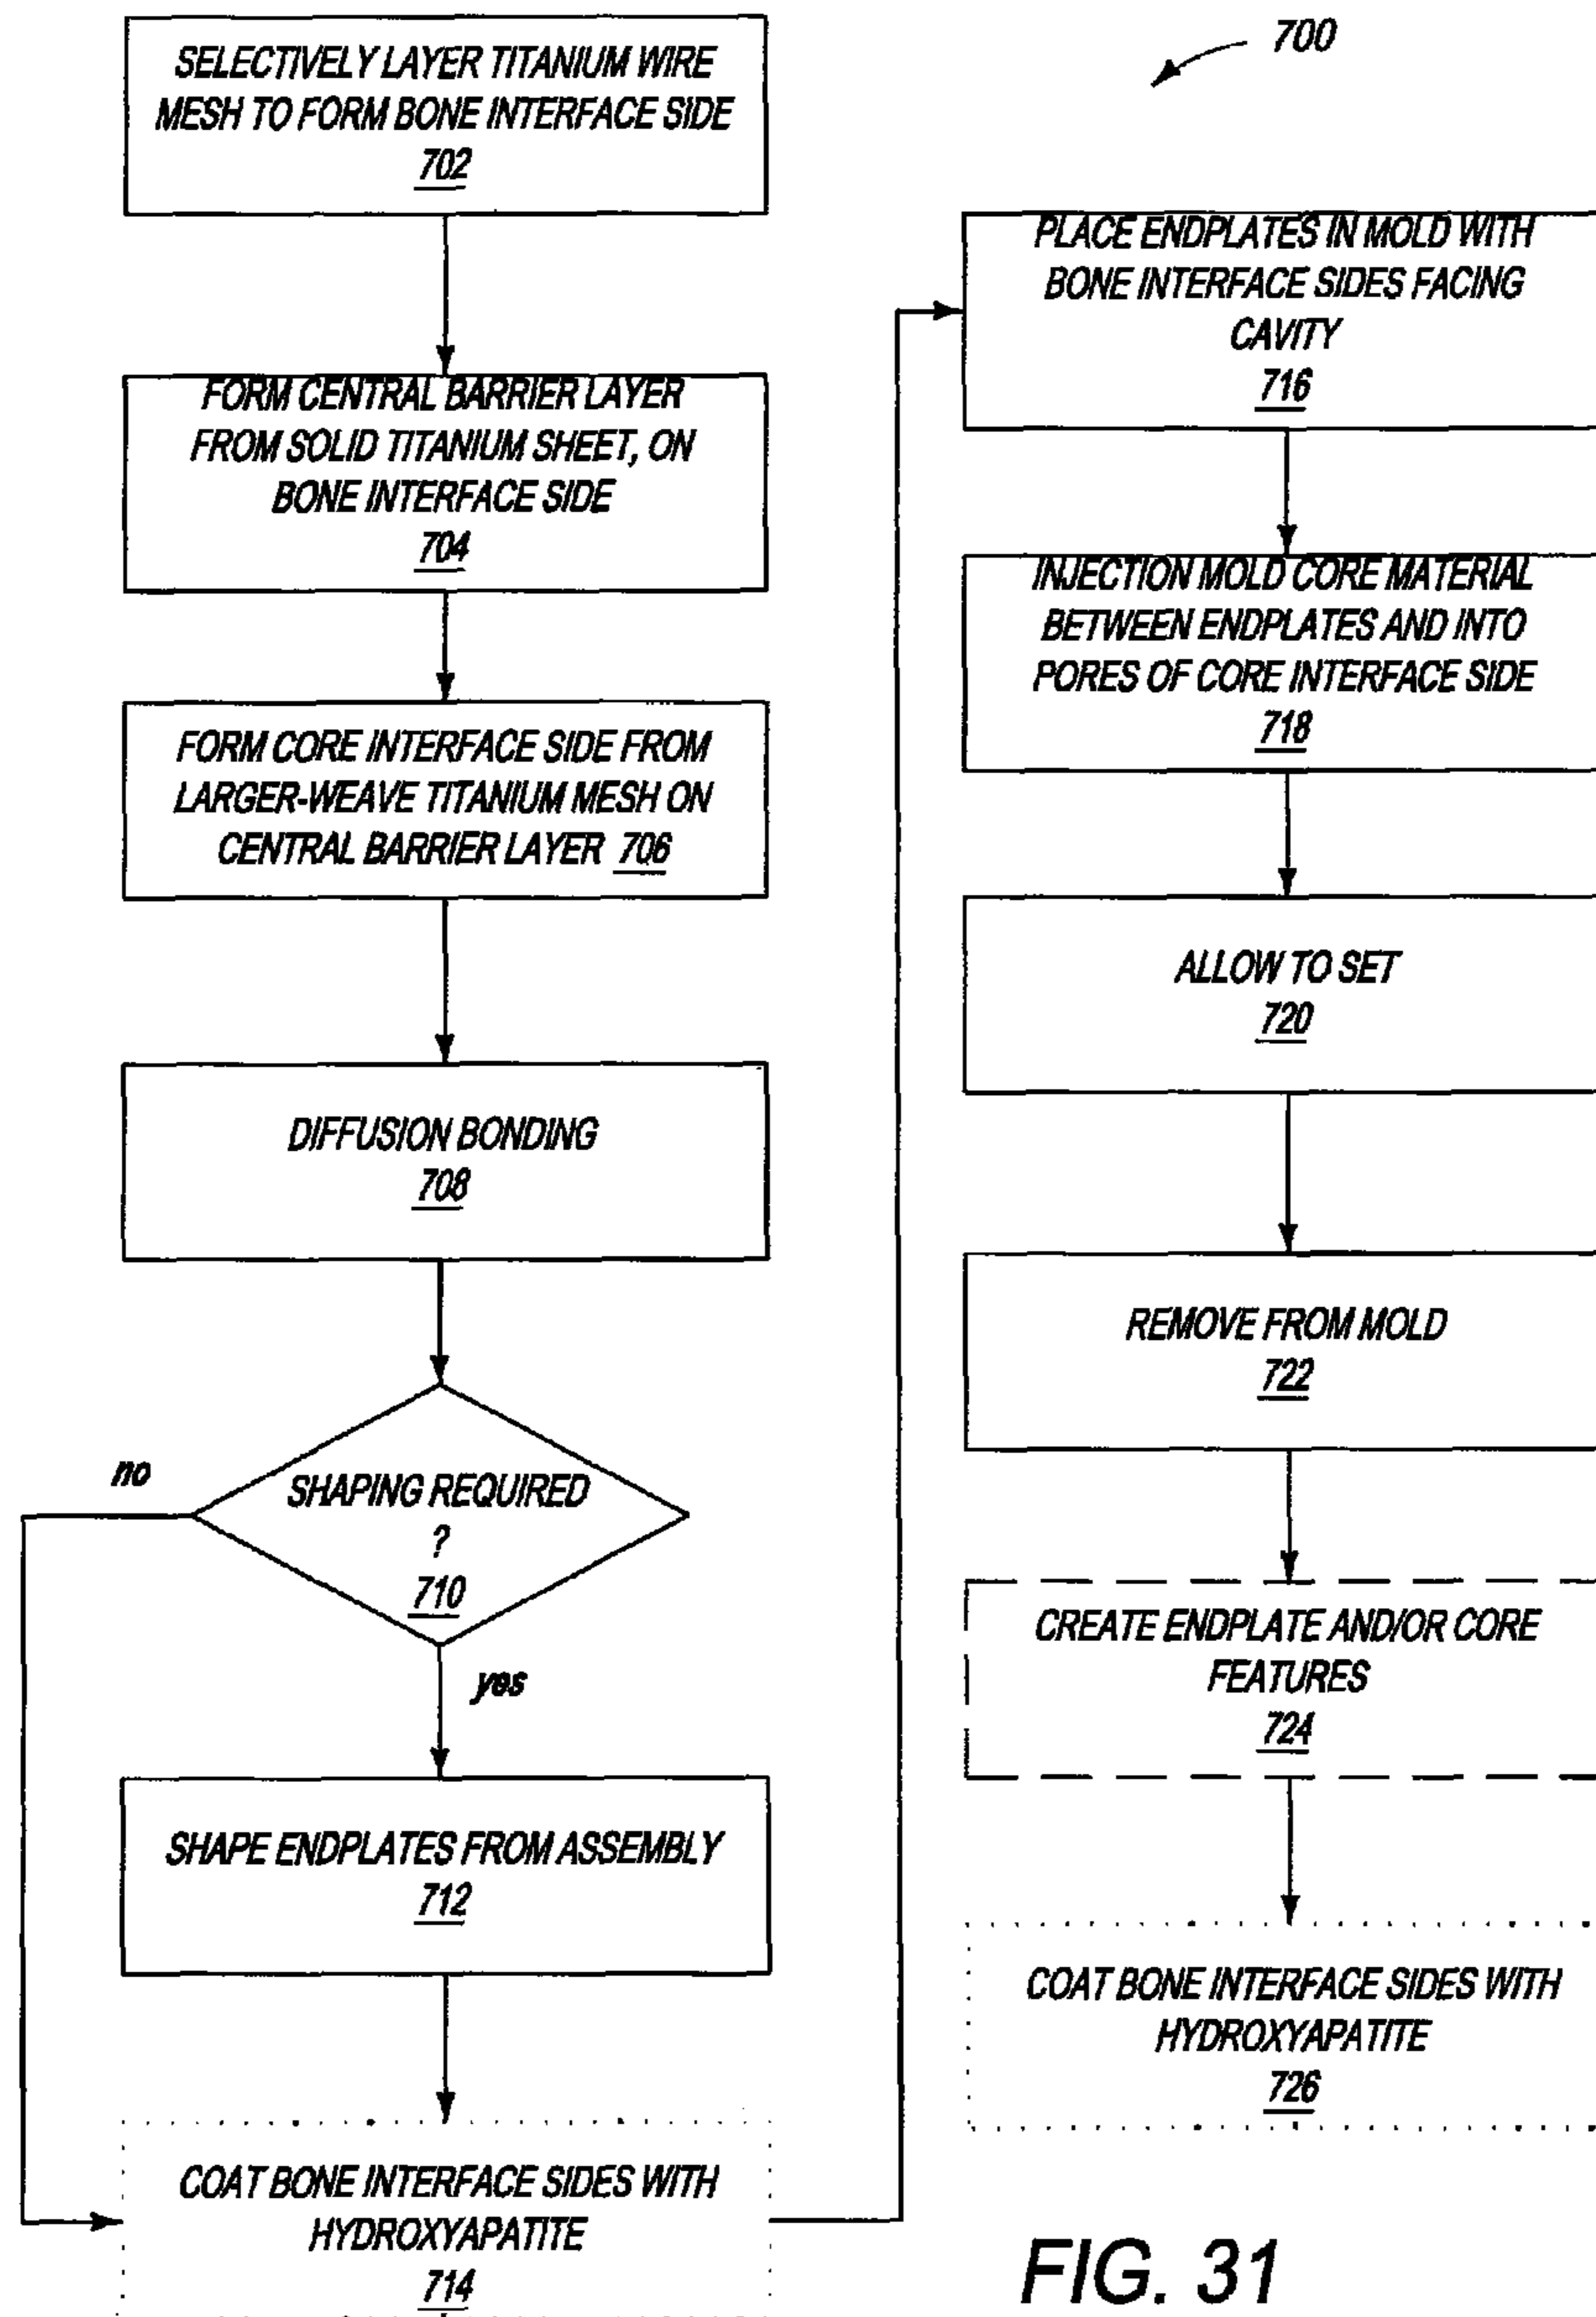 700
SELECTIVELY LAYER TITANIUM WIRE
MESH TO FORM BONE INTERFACE SIDE
702
FORM CENTRAL BARRIER LAYER
FROM SOLID TITANIUM SHEET, ON
BONE INTERFACE SIDE
704
FORM CORE INTERFACE SIDE FROM
LARGER-WEAVE TITANIUM MESH ON
CENTRAL BARRIER LAYER 706
DIFFUSION BONDING
708
SHAPING REQUIRED
?
710
no
yes
SHAPE ENDPLATES FROM ASSEMBLY
712
COAT BONE INTERFACE SIDES WITH
HYDROXYAPATITE
714
PLACE ENDPLATES IN MOLD WITH
BONE INTERFACE SIDES FACING
CAVITY
716
INJECTION MOLD CORE MATERIAL
BETWEEN ENDPLATES AND INTO
PORES OF CORE INTERFACE SIDE
718
ALLOW TO SET
720
REMOVE FROM MOLD
722
CREATE ENDPLATE AND/OR CORE
FEATURES
724
COAT BONE INTERFACE SIDES WITH
HYDROXYAPATITE
726
FIG. 31